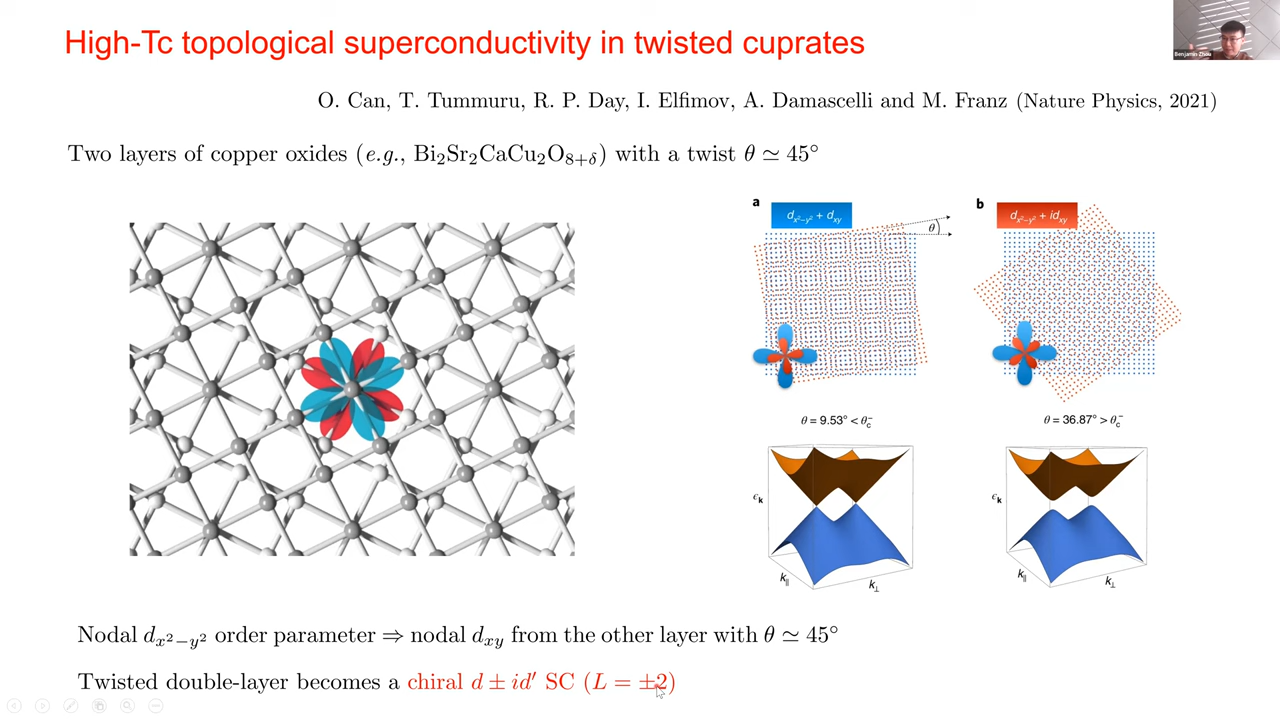 High-Tc topological superconductivity in twisted cuprates
Benjamin Zhou
O. Can, T. Tummuru, R. P. Day, I. Elfimov, A. Damascelli and M. Franz (Nature Physics, 2021)
Two layers of copper oxides (e.g., Bi₂Sr₂CaCu₂O₈₊δ) with a twist θ ≃ 45°
a
dₓ²₋y² + dₓy
θ
b
dₓ²₋y² + idₓy
θ = 9.53° < θc⁻
θ = 36.87° > θc⁻
ϵk
k∥
k⊥
ϵk
k∥
k⊥
Nodal dₓ²₋y² order parameter ⇒ nodal dₓy from the other layer with θ ≃ 45°
Twisted double-layer becomes a chiral d ± id′ SC (L = ±2)